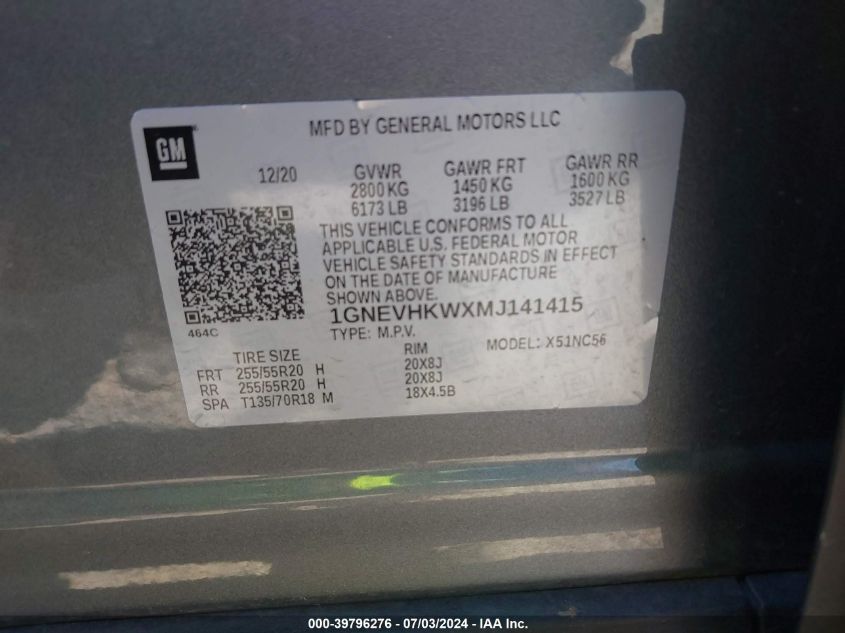 GM
MFD BY GENERAL MOTORS LLC
12/20 GVWR GAWR FRT GAWR RR
2800 KG 1450 KG 1600 KG
6173 LB 3196 LB 3527 LB
THIS VEHICLE CONFORMS TO ALL
APPLICABLE U.S. FEDERAL MOTOR
VEHICLE SAFETY STANDARDS IN EFFECT
ON THE DATE OF MANUFACTURE
SHOWN ABOVE.
464C
1GNEVHKWXMJ141415
TYPE: M.P.V. MODEL: X51NC56
TIRE SIZE RIM
FRT 255/55R20 H 20X8J
RR 255/55R20 H 20X8J
SPA T135/70R18 M 18X4.5B
000-39796276 - 07/03/2024 - IAA Inc.